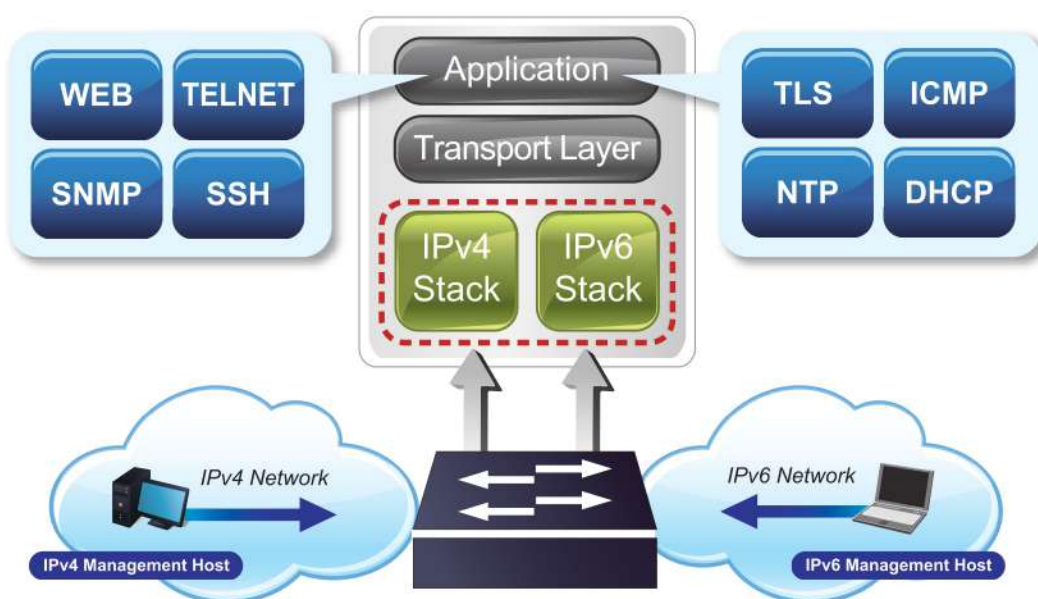 WEB
TELNET
SNMP
SSH
Application
Transport Layer
IPv4
Stack
IPv6
Stack
TLS
ICMP
NTP
DHCP
IPv4 Network
IPv4 Management Host
IPv6 Network
IPv6 Management Host